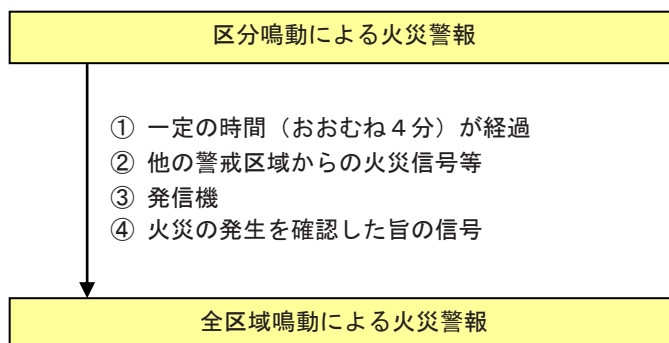 区分鳴動による火災警報
① 一定の時間（おおむね４分）が経過
② 他の警戒区域からの火災信号等
③ 発信機
④ 火災の発生を確認した旨の信号
全区域鳴動による火災警報